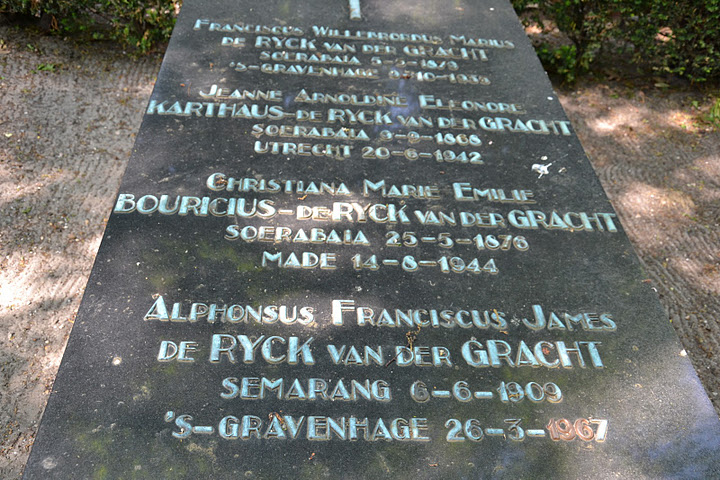 Franciscus Willebrordus Marius
de RYCK van der GRACHT
SOERABAIA
'S-GRAVENHAGE
Jeanne Arnoldine Eleonore
KARTHAUS-de RYCK van der GRACHT
SOERABAIA 9-9-1868
UTRECHT 20-6-1942
Christiana Marie Emilie
BOURICIUS-de RYCK van der GRACHT
SOERABAIA 25-5-1876
MADE 14-8-1944
Alphonsus Franciscus James
de RYCK van der GRACHT
SEMARANG 6-6-1909
'S-GRAVENHAGE 26-3-1967